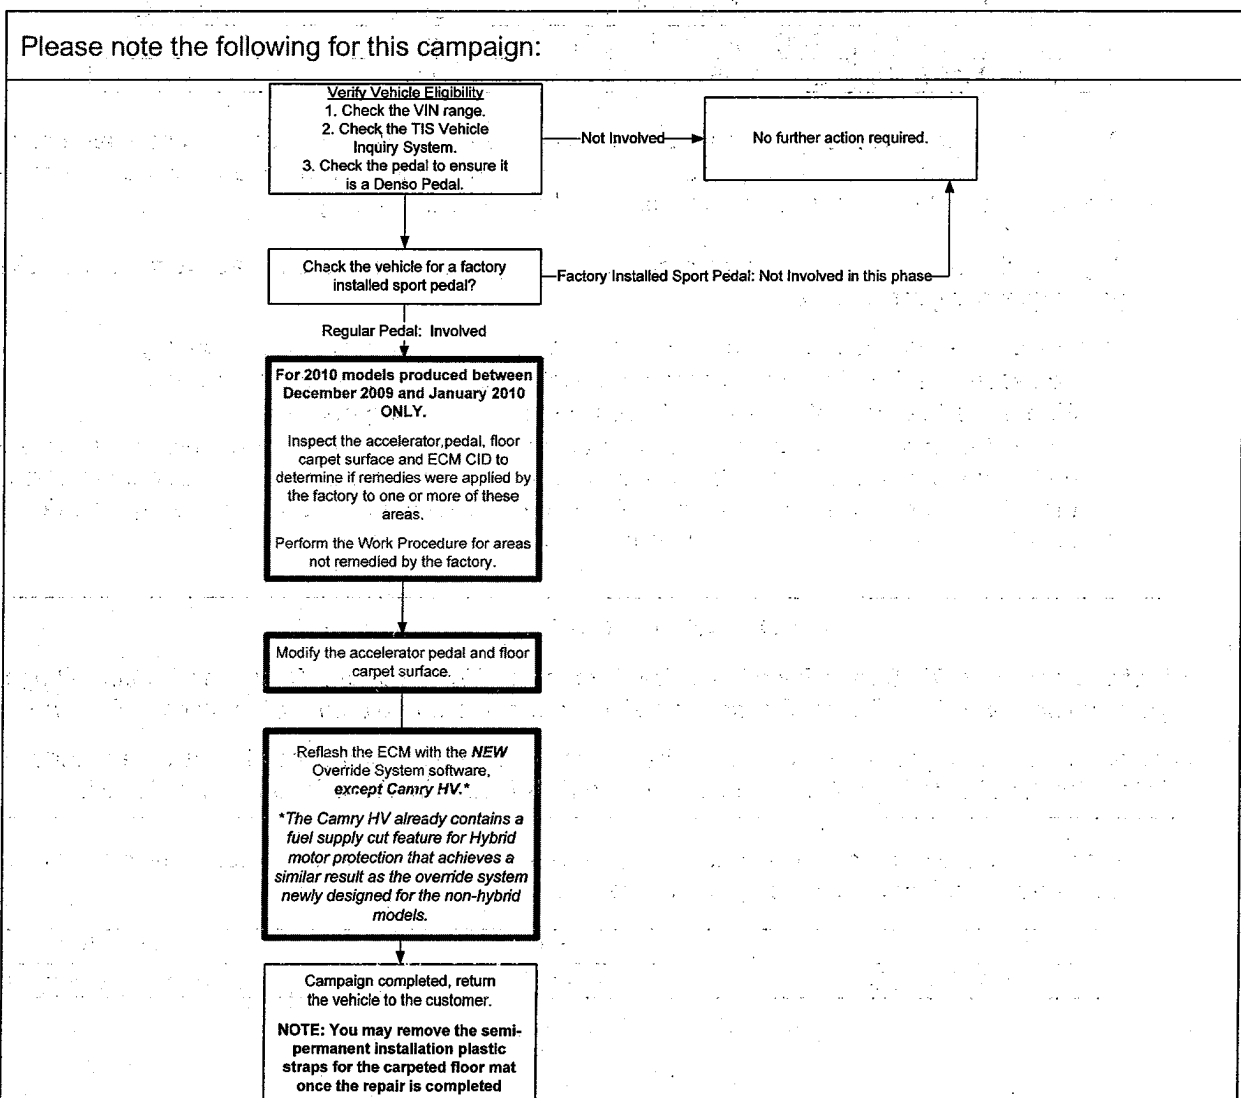 Please note the following for this campaign:
Verify Vehicle Eligibility
1. Check the VIN range.
2. Check the TIS Vehicle
Inquiry System.
3. Check the pedal to ensure it
is a Denso Pedal.
Not Involved
No further action required.
Check the vehicle for a factory
installed sport pedal?
Factory Installed Sport Pedal: Not Involved in this phase
Regular Pedal: Involved
For 2010 models produced between
December 2009 and January 2010
ONLY.
Inspect the accelerator pedal, floor
carpet surface and ECM CID to
determine if remedies were applied by
the factory to one or more of these
areas.
Perform the Work Procedure for areas
not remedied by the factory.
Modify the accelerator pedal and floor
carpet surface.
Reflash the ECM with the NEW
Override System software,
except Camry HV.*
*The Camry HV already contains a
fuel supply cut feature for Hybrid
motor protection that achieves a
similar result as the override system
newly designed for the non-hybrid
models.
Campaign completed, return
the vehicle to the customer.
NOTE: You may remove the semi-
permanent installation plastic
straps for the carpeted floor mat
once the repair is completed